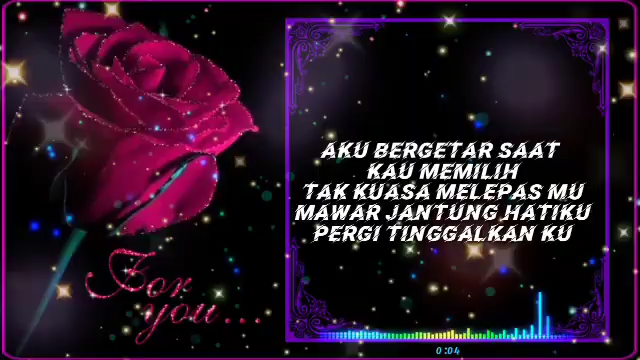 For
you...
AKU BERGETAR SAAT
KAU MEMILIH
TAK KUASA MELEPAS MU
MAWAR JANTUNG HATIKU
PERGI TINGGALKAN KU
0:04